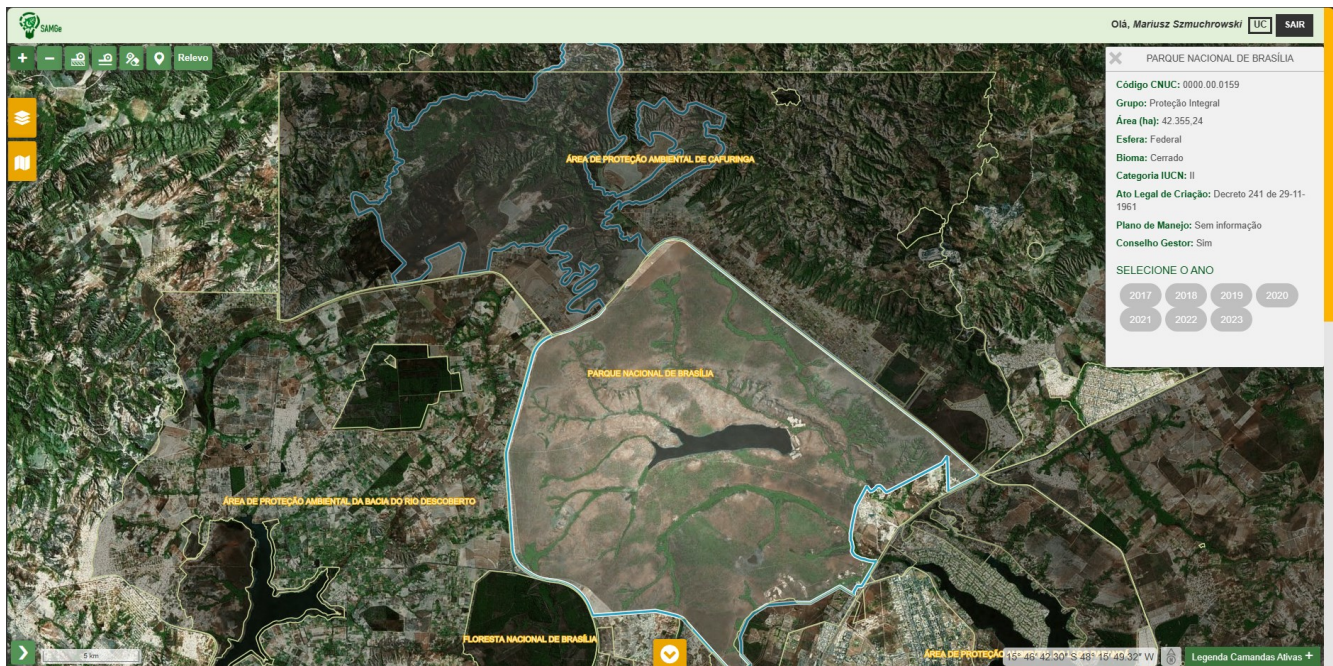 SAMGe
Olá, Mariusz Szmuchrowski UC SAIR
+ − Relevo
PARQUE NACIONAL DE BRASÍLIA
Código CNUC: 0000.00.0159
Grupo: Proteção Integral
Área (ha): 42.355,24
Esfera: Federal
Bioma: Cerrado
Categoria IUCN: II
Ato Legal de Criação: Decreto 241 de 29-11-
1961
Plano de Manejo: Sem informação
Conselho Gestor: Sim
SELECIONE O ANO
2017 2018 2019 2020
2021 2022 2023
ÁREA DE PROTEÇÃO AMBIENTAL DE CAFURINGA
PARQUE NACIONAL DE BRASÍLIA
ÁREA DE PROTEÇÃO AMBIENTAL DA BACIA DO RIO DESCOBERTO
FLORESTA NACIONAL DE BRASÍLIA
ÁREA DE PROTEÇÃO
5 km
15° 46' 42.30" S 48° 16' 49.32" W
Legenda Camandas Ativas +